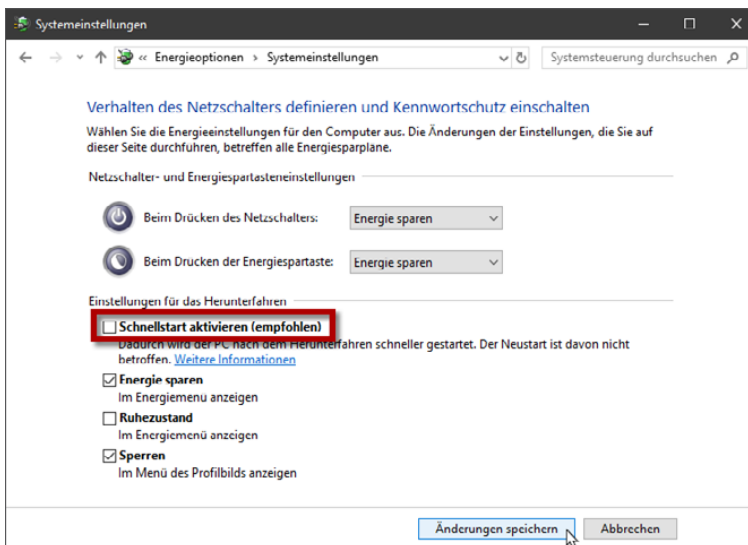 Systemeinstellungen
« Energieoptionen > Systemeinstellungen
Systemsteuerung durchsuchen
Verhalten des Netzschalters definieren und Kennwortschutz einschalten
Wählen Sie die Energieeinstellungen für den Computer aus. Die Änderungen der Einstellungen, die Sie auf
dieser Seite durchführen, betreffen alle Energiesparpläne.
Netzschalter- und Energiespartasteneinstellungen
Beim Drücken des Netzschalters:
Energie sparen
Beim Drücken der Energiespartaste:
Energie sparen
Einstellungen für das Herunterfahren
Schnellstart aktivieren (empfohlen)
Dadurch wird der PC nach dem Herunterfahren schneller gestartet. Der Neustart ist davon nicht
betroffen. Weitere Informationen
Energie sparen
Im Energiemenü anzeigen
Ruhezustand
Im Energiemenü anzeigen
Sperren
Im Menü des Profilbilds anzeigen
Änderungen speichern
Abbrechen